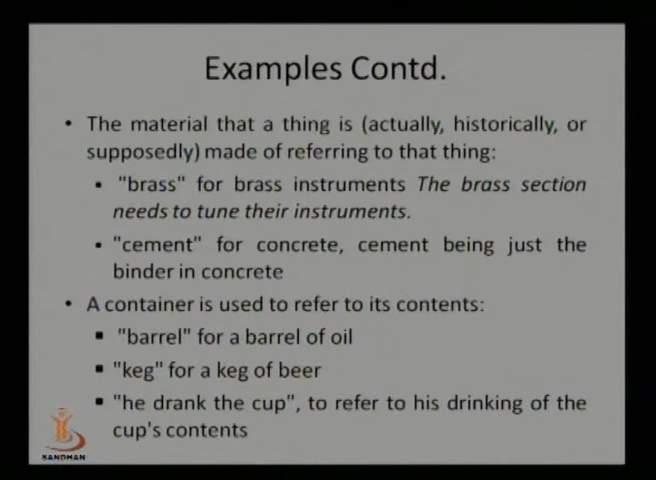 Examples Contd.
• The material that a thing is (actually, historically, or
supposedly) made of referring to that thing:
▪ "brass" for brass instruments The brass section
needs to tune their instruments.
▪ "cement" for concrete, cement being just the
binder in concrete
• A container is used to refer to its contents:
▪ "barrel" for a barrel of oil
▪ "keg" for a keg of beer
▪ "he drank the cup", to refer to his drinking of the
cup's contents
SANDHAN